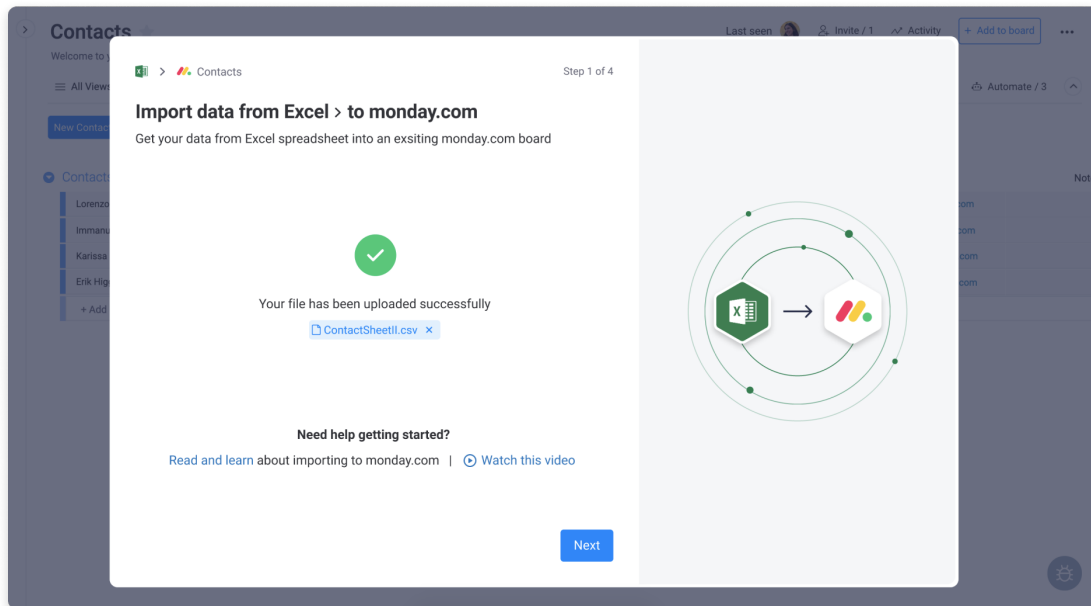 Contacts
Last seen
Invite / 1
Activity
+ Add to board
Welcome to
All Views
Automate / 3
New Contac
Contacts
Not
Lorenzo
com
Immanu
com
Karissa
com
Erik Hig
com
+ Add
Contacts
Step 1 of 4
Import data from Excel > to monday.com
Get your data from Excel spreadsheet into an exsiting monday.com board
Your file has been uploaded successfully
ContactSheetII.csv ×
Need help getting started?
Read and learn about importing to monday.com | Watch this video
Next